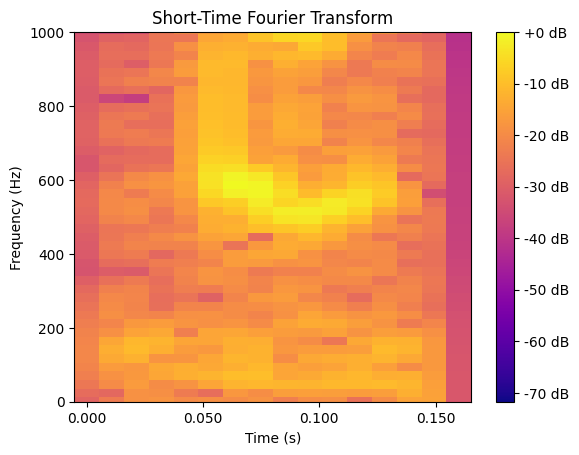 Short-Time Fourier Transform
1000
800
600
400
200
0
Frequency (Hz)
0.000
0.050
0.100
0.150
Time (s)
+0 dB
-10 dB
-20 dB
-30 dB
-40 dB
-50 dB
-60 dB
-70 dB